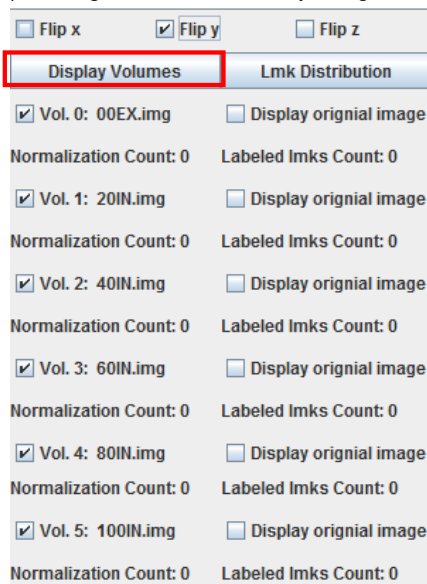 Flip x Flip y Flip z
Display Volumes Lmk Distribution
Vol. 0: 00EX.img Display orignial image
Normalization Count: 0 Labeled lmks Count: 0
Vol. 1: 20IN.img Display orignial image
Normalization Count: 0 Labeled lmks Count: 0
Vol. 2: 40IN.img Display orignial image
Normalization Count: 0 Labeled lmks Count: 0
Vol. 3: 60IN.img Display orignial image
Normalization Count: 0 Labeled lmks Count: 0
Vol. 4: 80IN.img Display orignial image
Normalization Count: 0 Labeled lmks Count: 0
Vol. 5: 100IN.img Display orignial image
Normalization Count: 0 Labeled lmks Count: 0